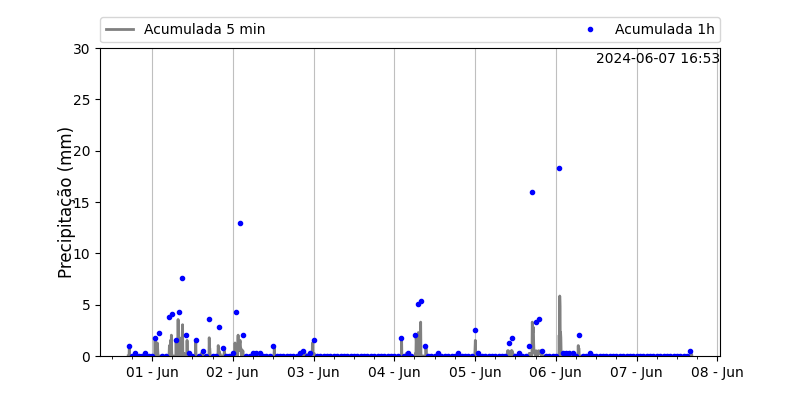 Acumulada 5 min
Acumulada 1h
2024-06-07 16:53
Precipitação (mm)
30
25
20
15
10
5
0
01 - Jun
02 - Jun
03 - Jun
04 - Jun
05 - Jun
06 - Jun
07 - Jun
08 - Jun